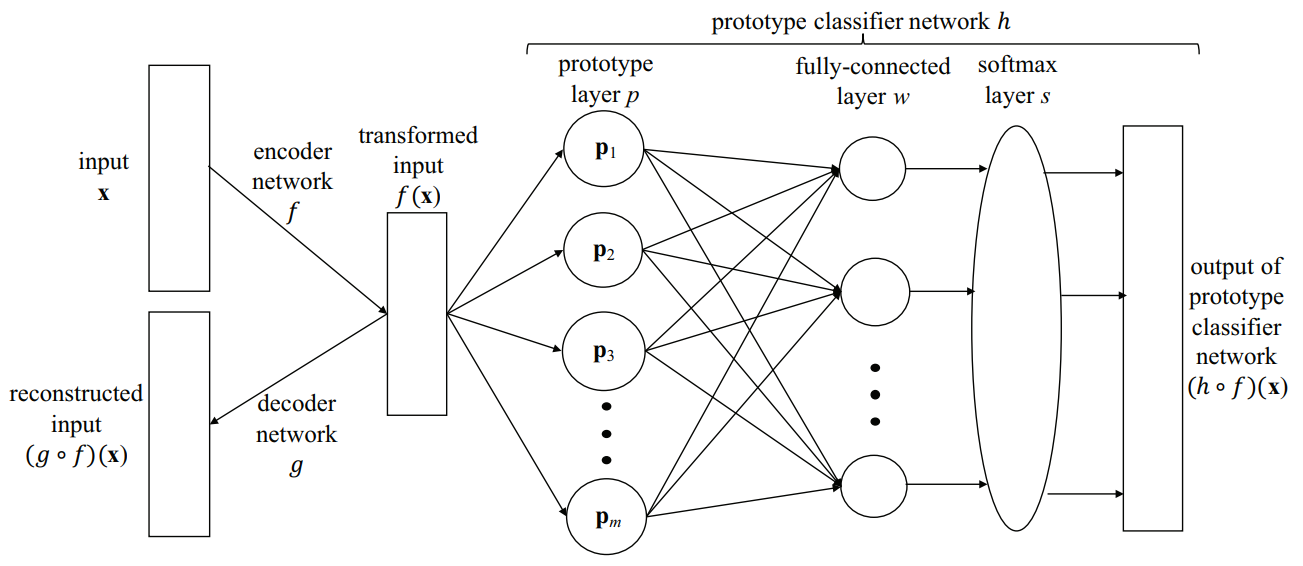 prototype classifier network h
prototype
layer p
fully-connected
layer w
softmax
layer s
input
x
encoder
network
f
transformed
input
f(x)
p₁
p₂
p₃
pₘ
reconstructed
input
(g ∘ f)(x)
decoder
network
g
output of
prototype
classifier
network
(h ∘ f)(x)